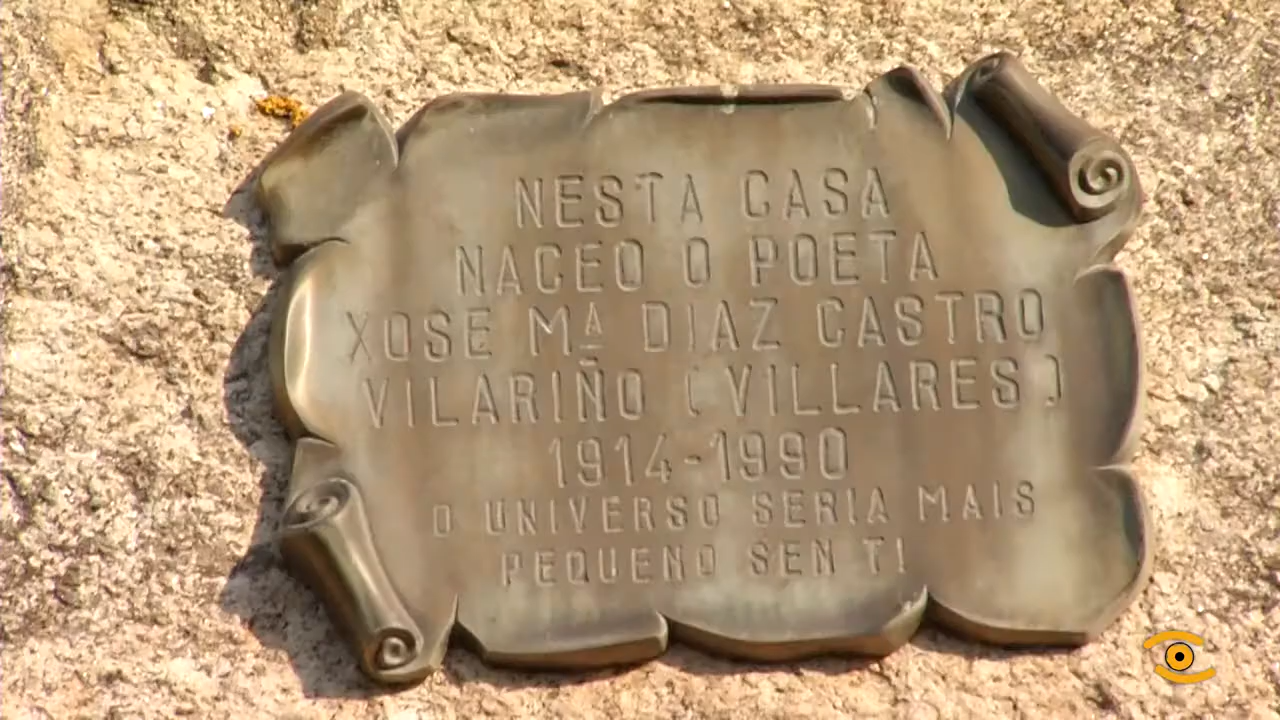 NESTA CASA
NACEO O POETA
XOSE Mª DIAZ CASTRO
VILARIÑO (VILLARES)
1914-1990
O UNIVERSO SERIA MAIS
PEQUENO SEN TI